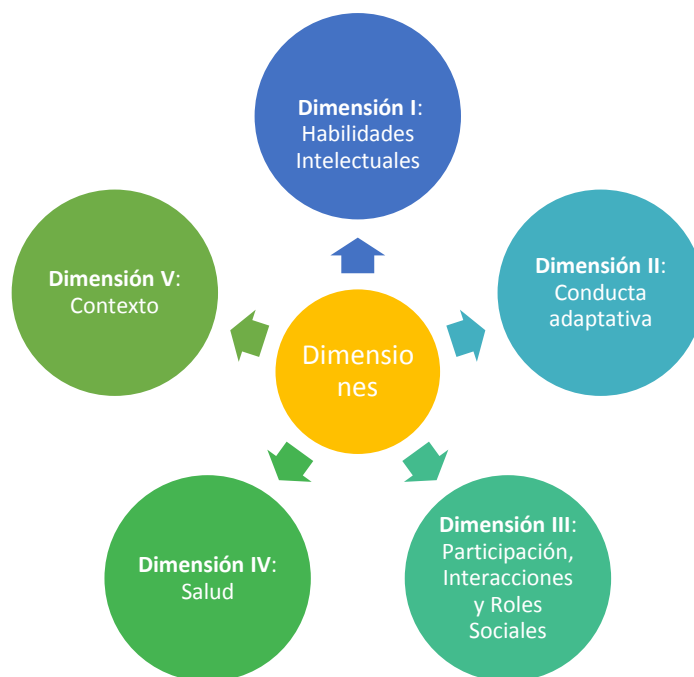 Dimensión I:
Habilidades
Intelectuales
Dimensión II:
Conducta
adaptativa
Dimensión III:
Participación,
Interacciones
y Roles
Sociales
Dimensión IV:
Salud
Dimensión V:
Contexto
Dimensio
nes